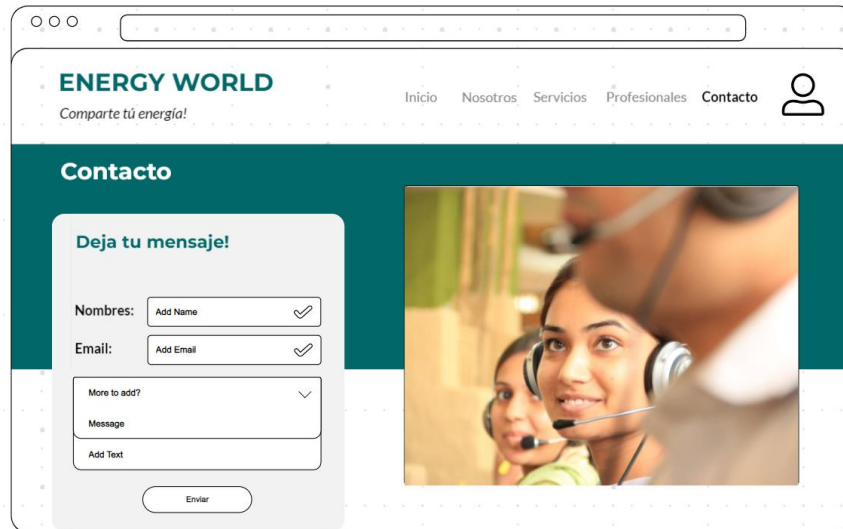 ENERGY WORLD
Comparte tú energía!
Inicio Nosotros Servicios Profesionales Contacto
Contacto
Deja tu mensaje!
Nombres: Add Name
Email: Add Email
More to add?
Message
Add Text
Enviar